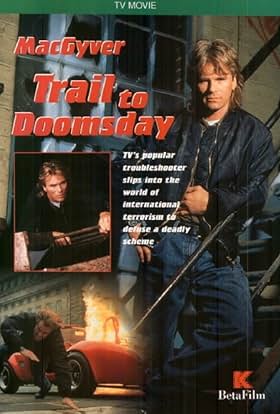 TV MOVIE
MacGyver
Trail to
Doomsday
TV's popular
troubleshooter
slips into the
world of
international
terrorism to
defuse a deadly
scheme
K
BetaFilm